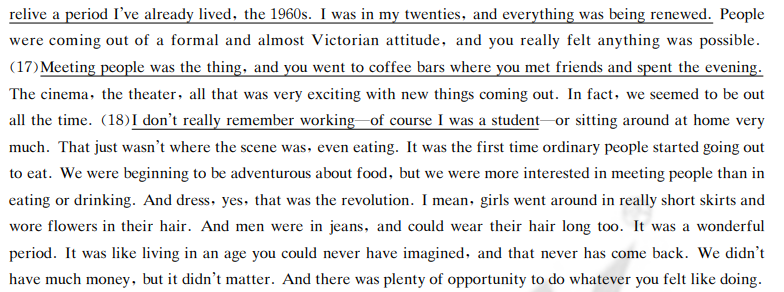 relive a period I've already lived, the 1960s. I was in my twenties, and everything was being renewed. People
were coming out of a formal and almost Victorian attitude, and you really felt anything was possible.
(17)Meeting people was the thing, and you went to coffee bars where you met friends and spent the evening.
The cinema, the theater, all that was very exciting with new things coming out. In fact, we seemed to be out
all the time. (18)I don't really remember working—of course I was a student—or sitting around at home very
much. That just wasn't where the scene was, even eating. It was the first time ordinary people started going out
to eat. We were beginning to be adventurous about food, but we were more interested in meeting people than in
eating or drinking. And dress, yes, that was the revolution. I mean, girls went around in really short skirts and
wore flowers in their hair. And men were in jeans, and could wear their hair long too. It was a wonderful
period. It was like living in an age you could never have imagined, and that never has come back. We didn't
have much money, but it didn't matter. And there was plenty of opportunity to do whatever you felt like doing.